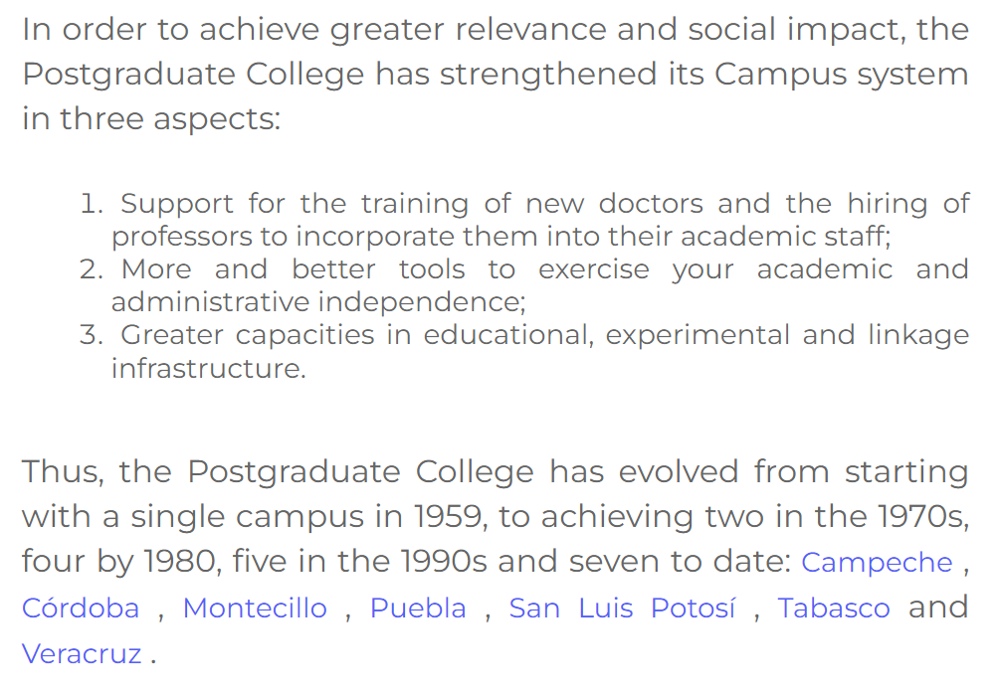 In order to achieve greater relevance and social impact, the
Postgraduate College has strengthened its Campus system
in three aspects:
1. Support for the training of new doctors and the hiring of
professors to incorporate them into their academic staff;
2. More and better tools to exercise your academic and
administrative independence;
3. Greater capacities in educational, experimental and linkage
infrastructure.
Thus, the Postgraduate College has evolved from starting
with a single campus in 1959, to achieving two in the 1970s,
four by 1980, five in the 1990s and seven to date: Campeche ,
Córdoba , Montecillo , Puebla , San Luis Potosí , Tabasco and
Veracruz .